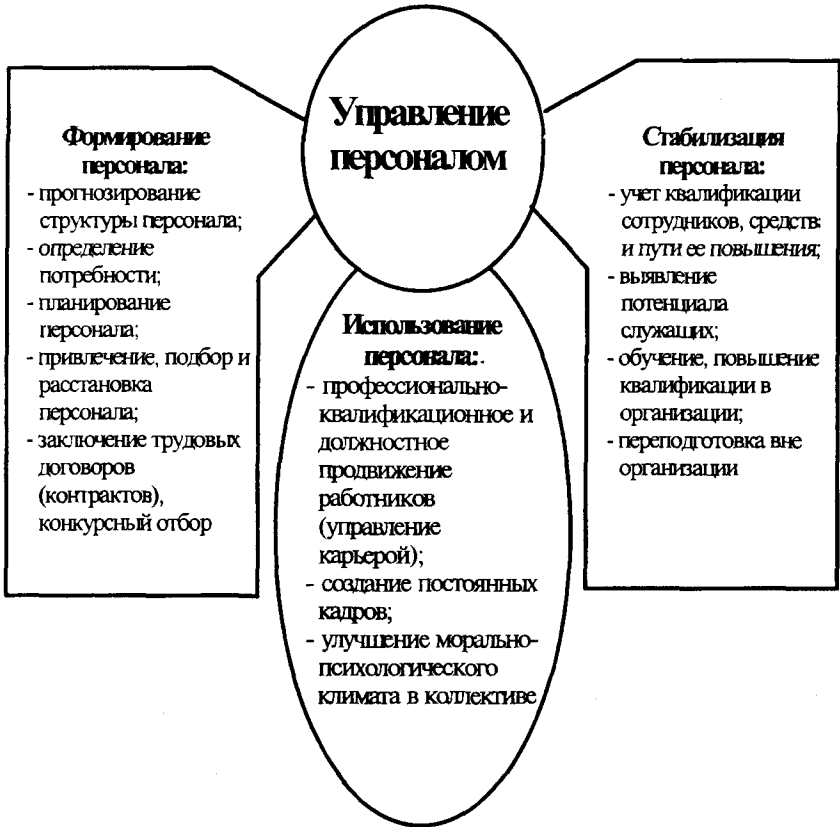 Управление
персоналом
Формирование
персонала:
- прогнозирование
структуры персонала;
- определение
потребности;
- планирование
персонала;
- привлечение, подбор и
расстановка
персонала;
- заключение трудовых
договоров
(контрактов),
конкурсный отбор
Использование
персонала:.
- профессионально-
квалификационное и
должностное
продвижение
работников
(управление
карьерой);
- создание постоянных
кадров;
- улучшение морально-
психологического
климата в коллективе
Стабилизация
персонала:
- учет квалификации
сотрудников, средств
и пути ее повышения;
- выявление
потенциала
служащих;
- обучение, повышение
квалификации в
организации;
- переподготовка вне
организации